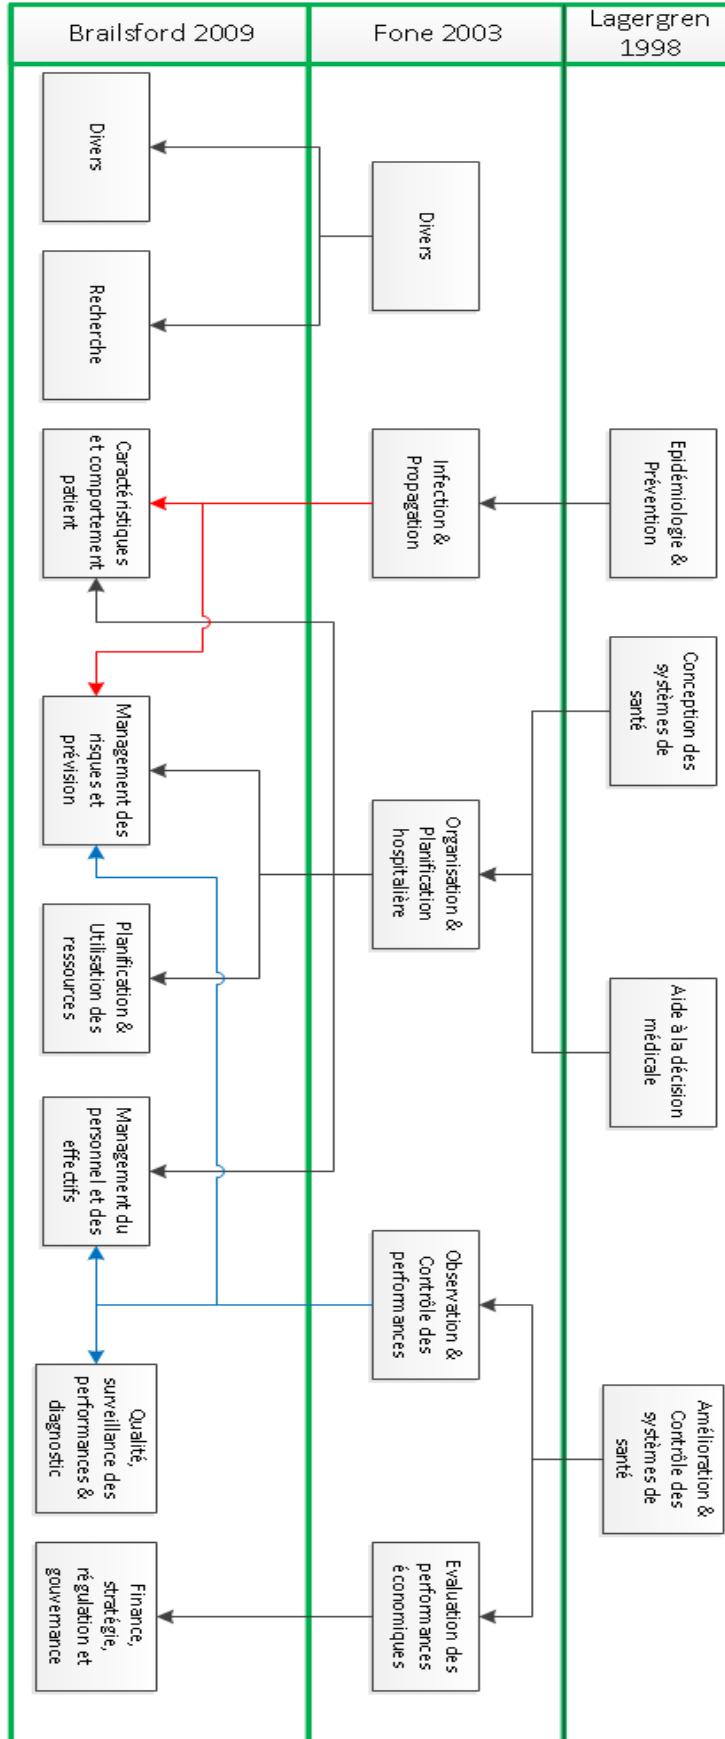 Brailsford 2009
Fone 2003
Lagergren
1998
Divers
Recherche
Caractéristiques
et comportement
patient
Management des
risques et
prévision
Planification &
Utilisation des
ressources
Management du
personnel et des
effectifs
Qualité,
surveillance des
performances &
diagnostic
Finance,
stratégie,
régulation et
gouvernance
Divers
Infection &
Propagation
Organisation &
Planification
hospitalière
Observation &
Contrôle des
performances
Evaluation des
performances
économiques
Epidémiologie &
Prévention
Conception des
systèmes de
santé
Aide à la décision
médicale
Amélioration &
Contrôle des
systèmes de
santé